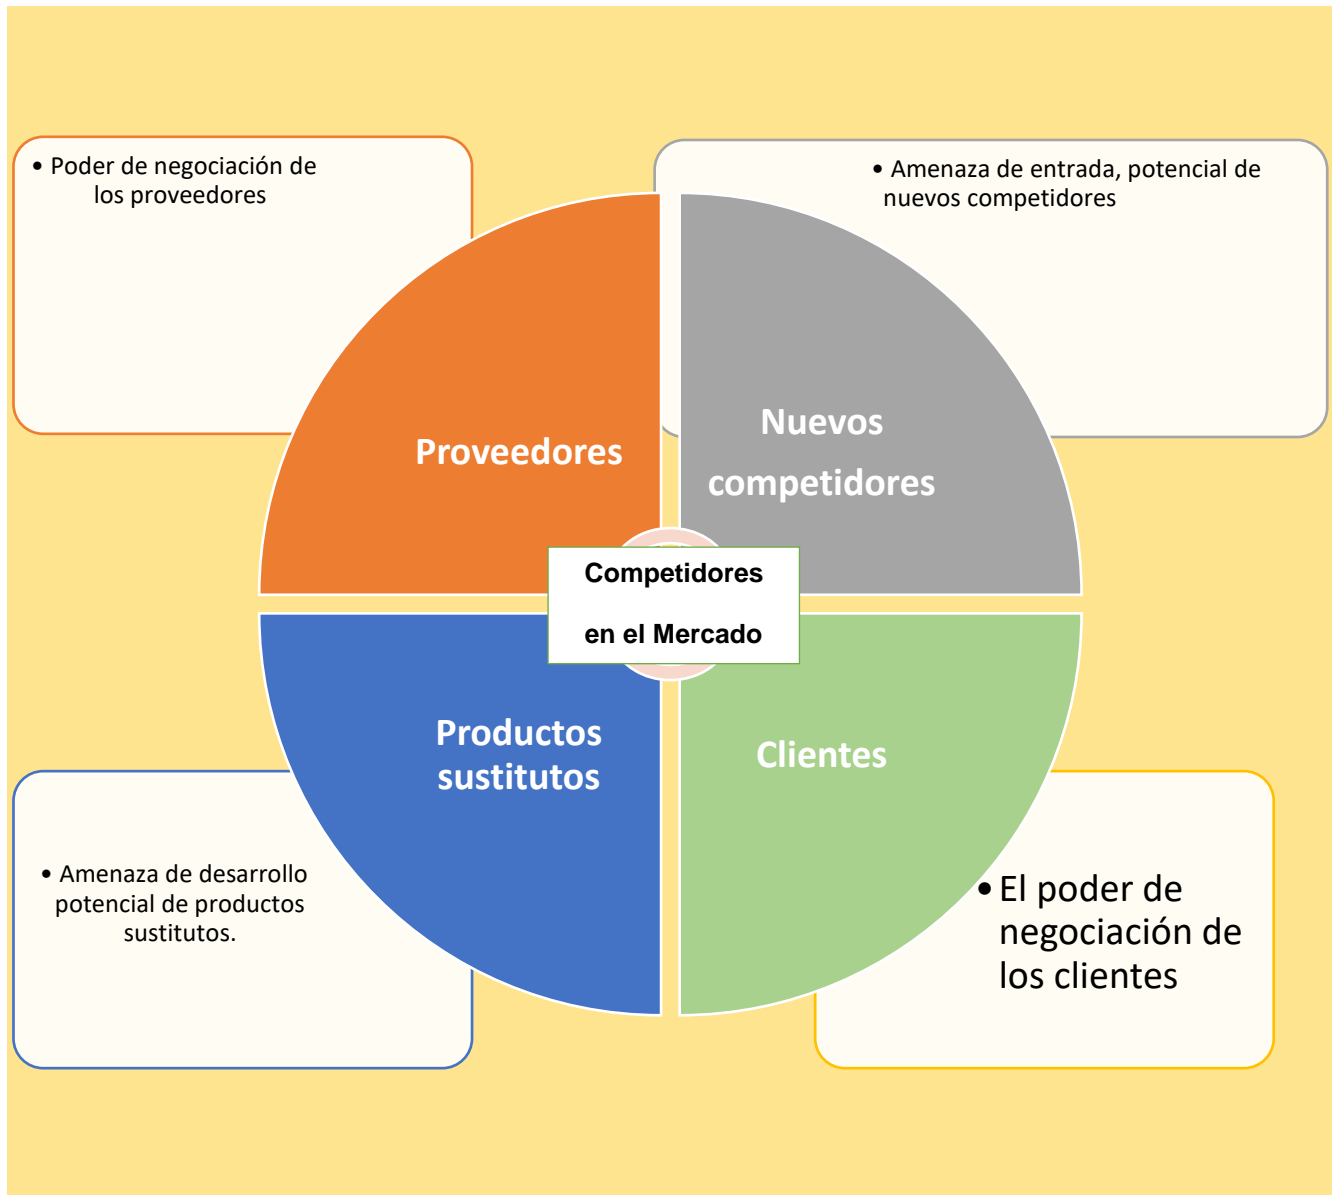 • Poder de negociación de
los proveedores
• Amenaza de entrada, potencial de
nuevos competidores
Proveedores
Nuevos
competidores
Competidores
en el Mercado
Productos
sustitutos
Clientes
• Amenaza de desarrollo
potencial de productos
sustitutos.
• El poder de
negociación de
los clientes